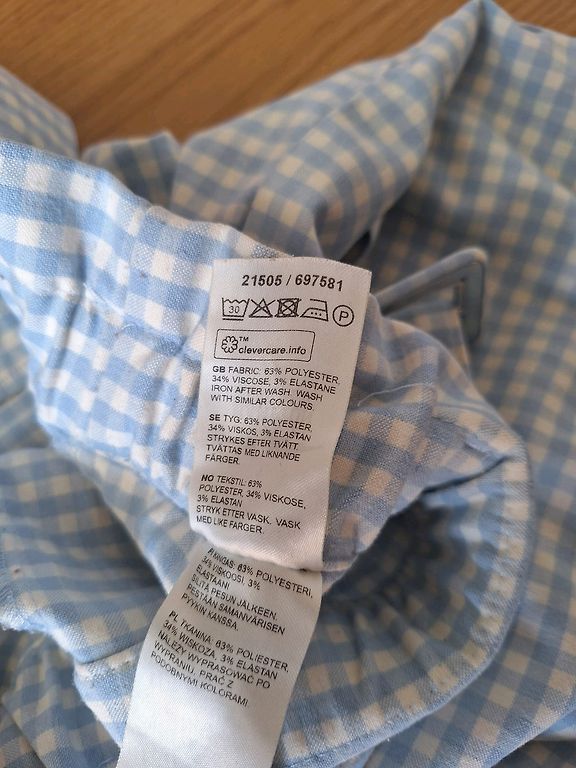 21505 / 697581
30 P
™
clevercare.info
GB FABRIC: 63% POLYESTER,
34% VISCOSE, 3% ELASTANE
IRON AFTER WASH. WASH
WITH SIMILAR COLOURS.
SE TYG: 63% POLYESTER,
34% VISKOS, 3% ELASTAN
STRYKES EFTER TVÄTT.
TVÄTTAS MED LIKNANDE
FÄRGER.
NO TEKSTIL: 63%
POLYESTER, 34% VISKOSE,
3% ELASTAN
STRYK ETTER VASK. VASK
MED LIKE FARGER.
FI KANGAS: 63% POLYESTERI,
34% VISKOOSI, 3%
ELASTAANI
SILITÄ PESUN JÄLKEEN.
PESTÄÄN SAMANVÄRISEN
PYYKIN KANSSA.
PL TKANINA: 63% POLIESTER,
34% WISKOZA, 3% ELASTAN
NALEŻY WYPRASOWAĆ PO
WYPRANIU. PRAĆ Z
PODOBNYMI KOLORAMI.